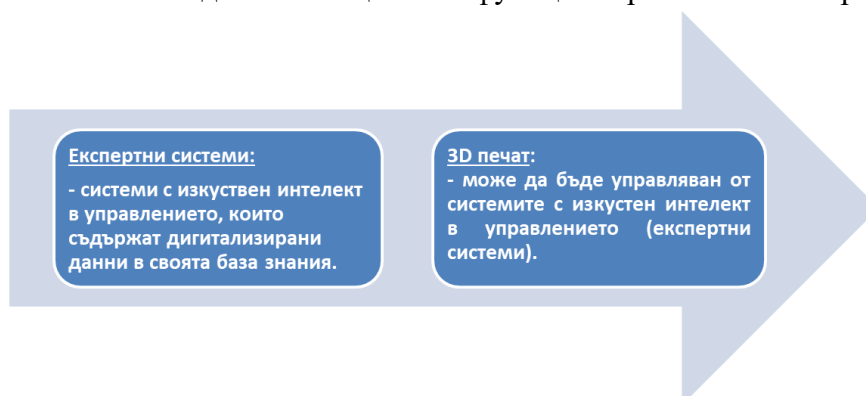 Експертни системи:
- системи с изкуствен интелект
в управлението, които
съдържат дигитализирани
данни в своята база знания.
3D печат:
- може да бъде управляван от
системите с изкустен интелект
в управлението (експертни
системи).